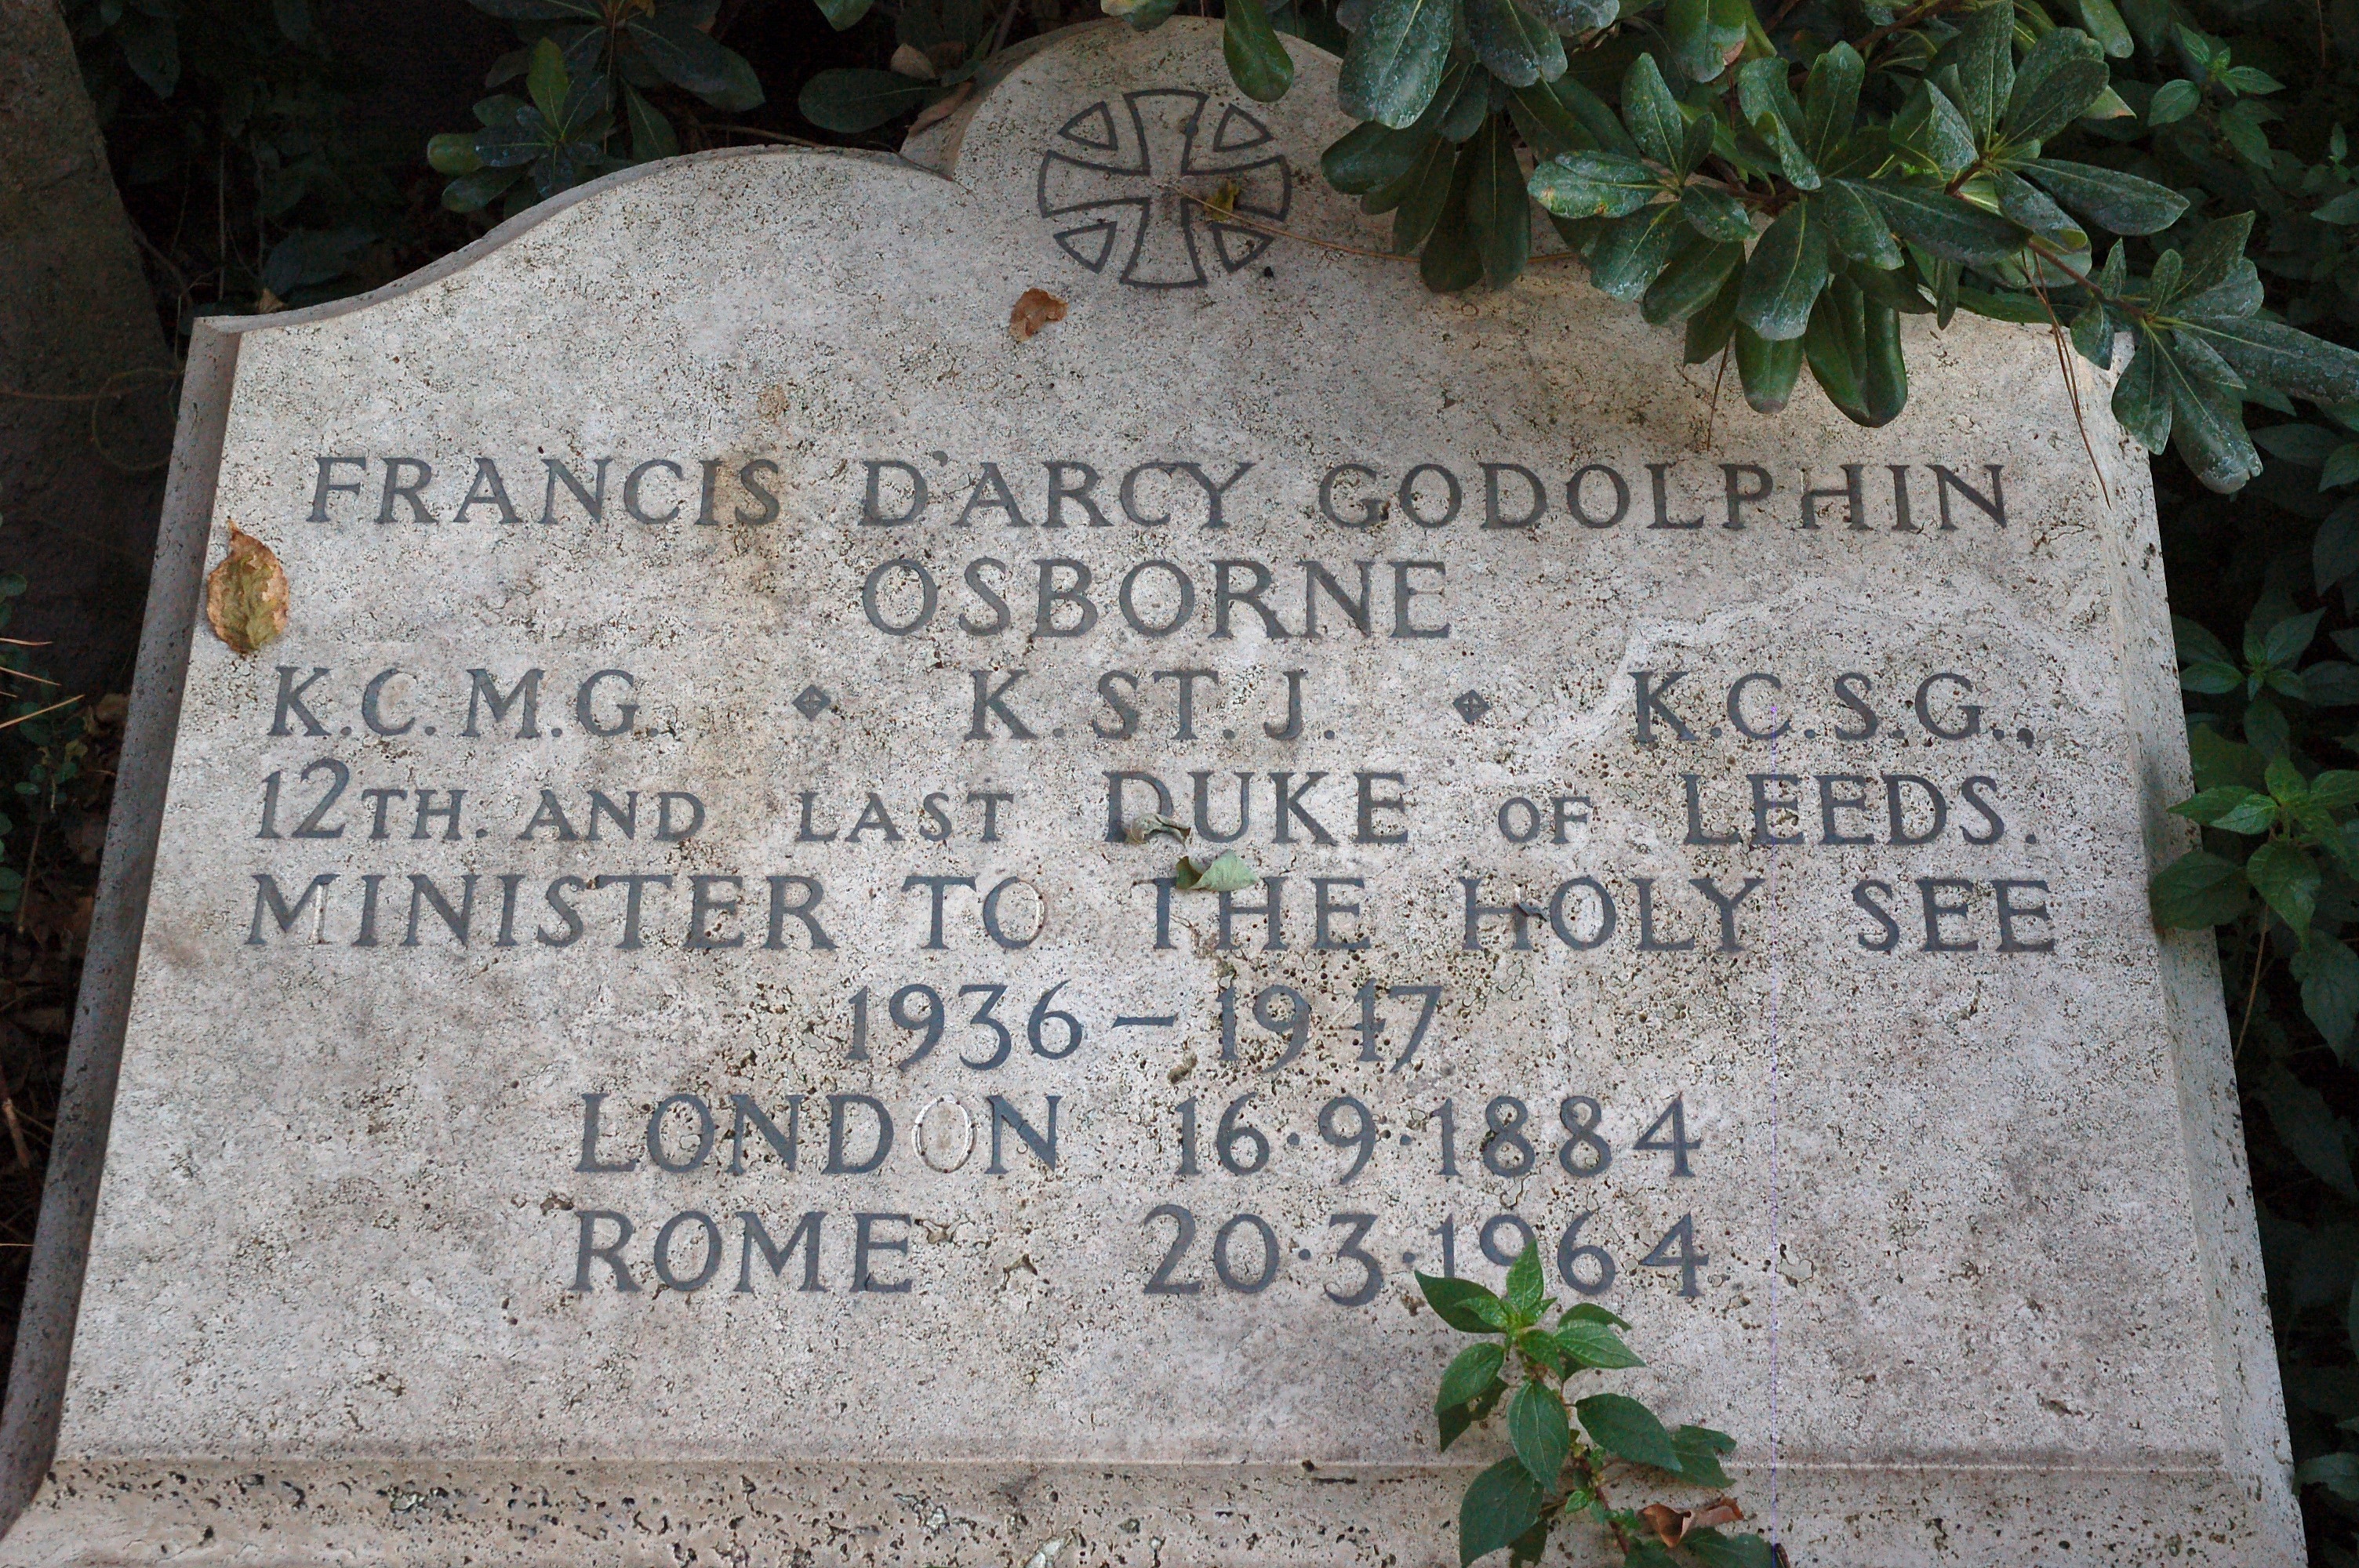 FRANCIS D'ARCY GODOLPHIN
OSBORNE
K.C.M.G. ◆ K.ST.J. ◆ K.C.S.G.,
12TH. AND LAST DUKE OF LEEDS.
MINISTER TO THE HOLY SEE
1936 – 1947
LONDON 16·9·1884
ROME 20·3·1964